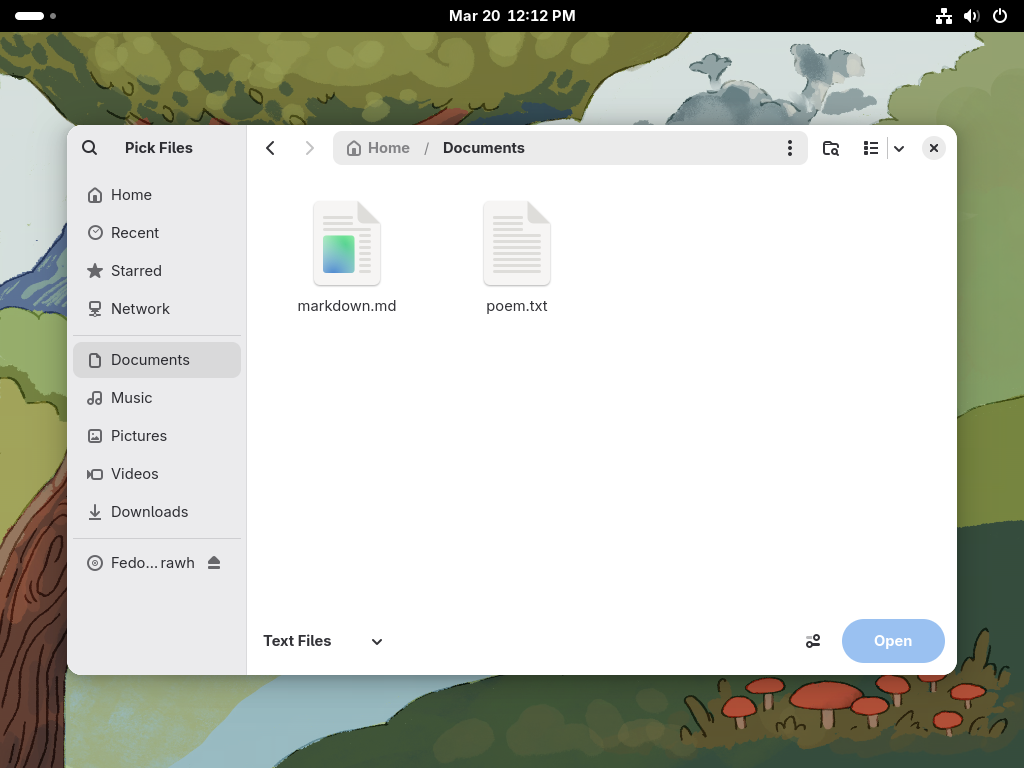 Mar 20 12:12 PM
Pick Files
Home / Documents
Home
Recent
Starred
Network
Documents
Music
Pictures
Videos
Downloads
Fedo…rawh
markdown.md
poem.txt
Text Files
Open